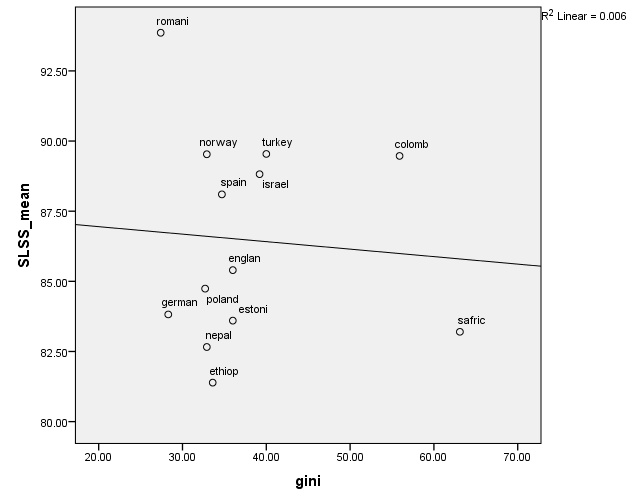 R² Linear = 0.006
romani
92.50
90.00
norway
turkey
colomb
israel
spain
87.50
SLSS_mean
englan
85.00
poland
german
estoni
safric
nepal
82.50
ethiop
80.00
20.00 30.00 40.00 50.00 60.00 70.00
gini